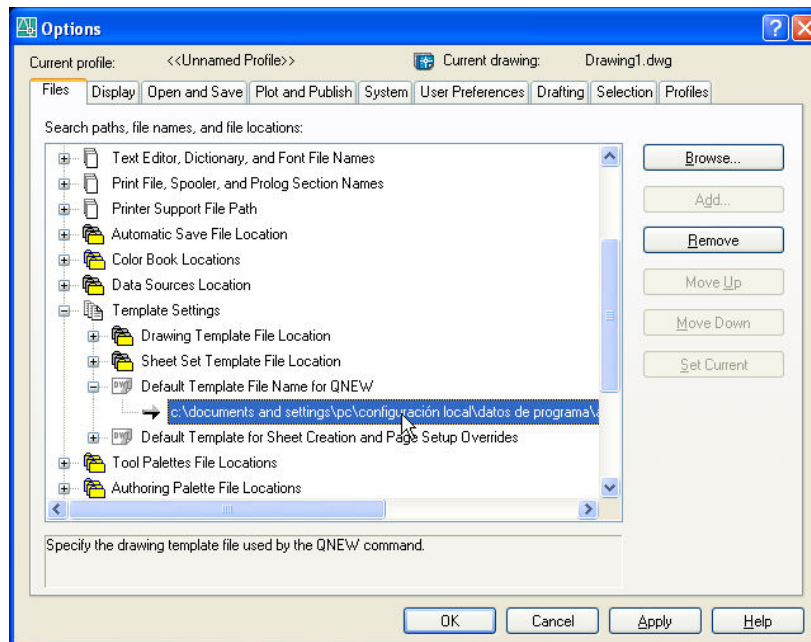 Options
Current profile: <<Unnamed Profile>> Current drawing: Drawing1.dwg
Files Display Open and Save Plot and Publish System User Preferences Drafting Selection Profiles
Search paths, file names, and file locations:
Text Editor, Dictionary, and Font File Names
Print File, Spooler, and Prolog Section Names
Printer Support File Path
Automatic Save File Location
Color Book Locations
Data Sources Location
Template Settings
Drawing Template File Location
Sheet Set Template File Location
Default Template File Name for QNEW
c:\documents and settings\pc\configuración local\datos de programa\a
Default Template for Sheet Creation and Page Setup Overrides
Tool Palettes File Locations
Authoring Palette File Locations
Browse...
Add...
Remove
Move Up
Move Down
Set Current
Specify the drawing template file used by the QNEW command.
OK Cancel Apply Help